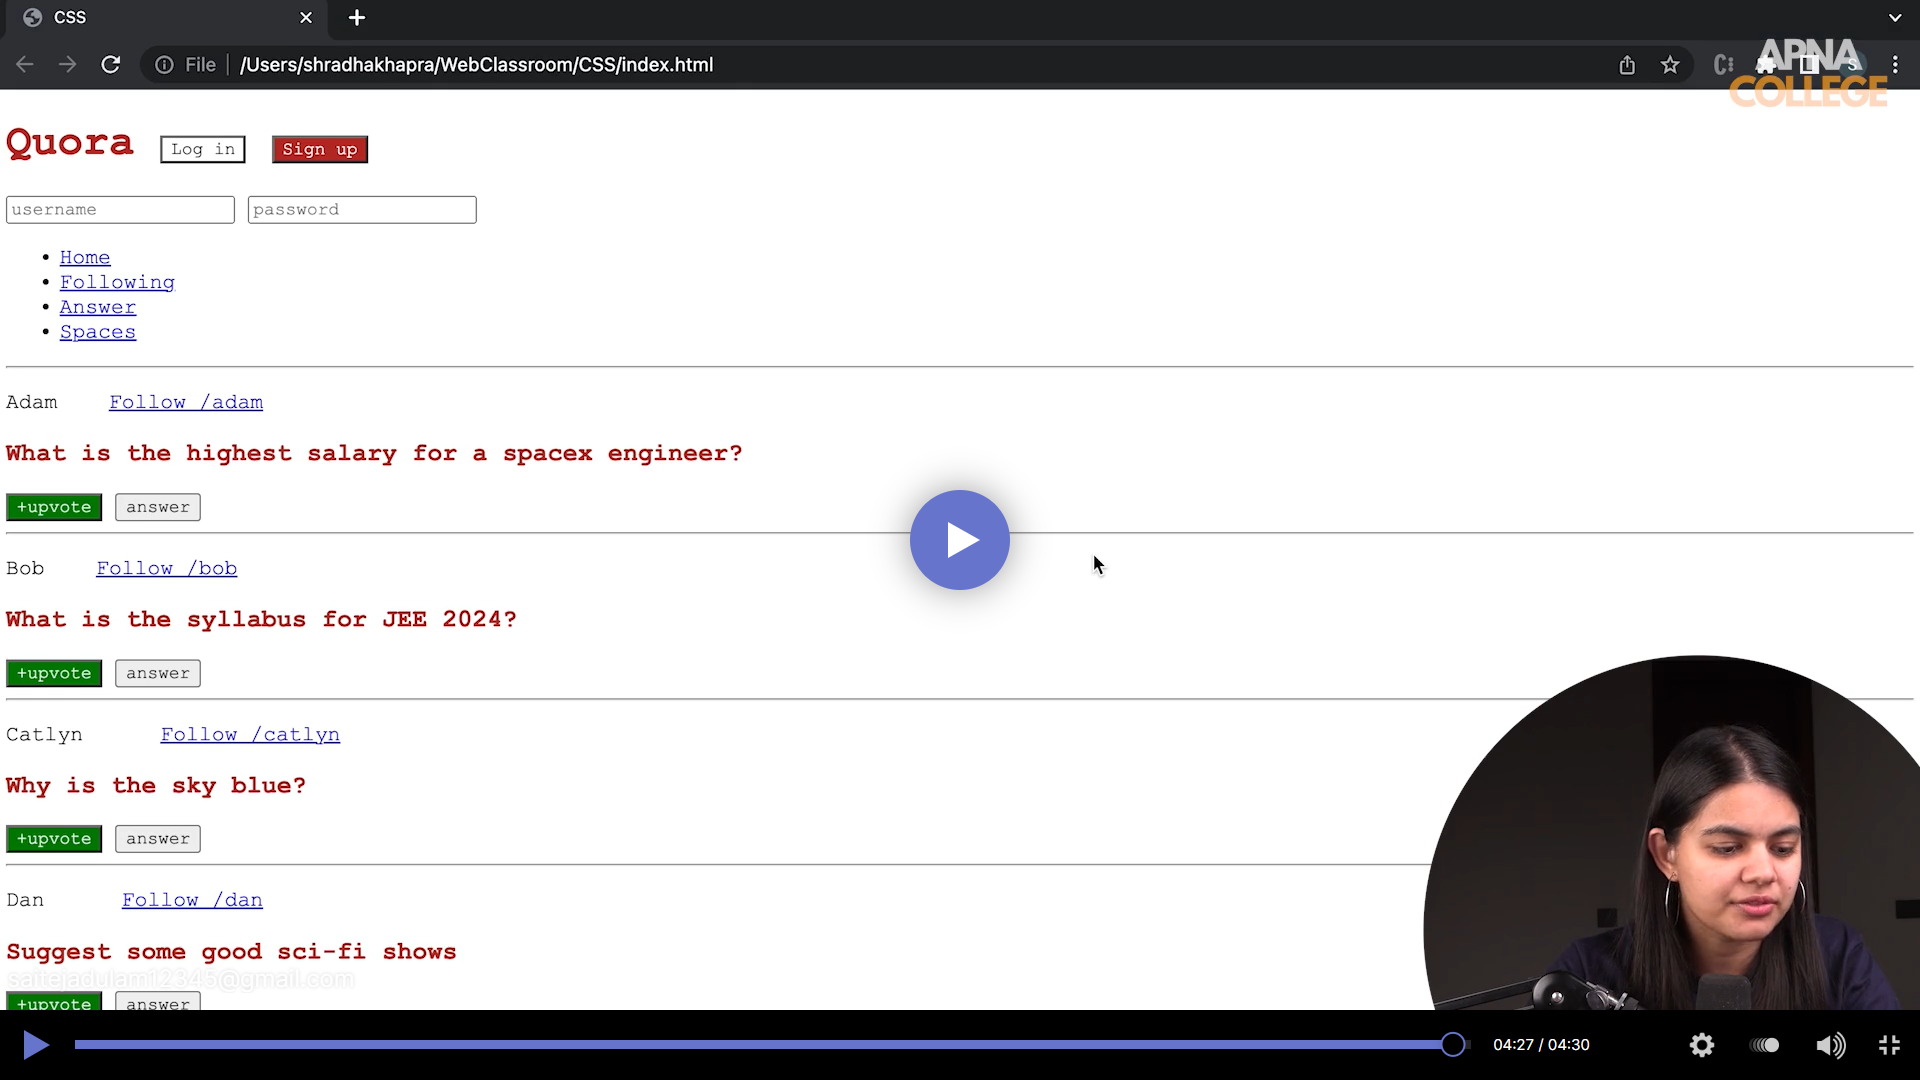 CSS
File
/Users/shradhakhapra/WebClassroom/CSS/index.html
S
APNA
COLLEGE
Quora Log in Sign up
username password
Home
Following
Answer
Spaces
Adam Follow /adam
What is the highest salary for a spacex engineer?
+upvote answer
Bob Follow /bob
What is the syllabus for JEE 2024?
+upvote answer
Catlyn Follow /catlyn
Why is the sky blue?
+upvote answer
Dan Follow /dan
Suggest some good sci-fi shows
saitejadulam12345@gmail.com
+upvote answer
04:27 / 04:30